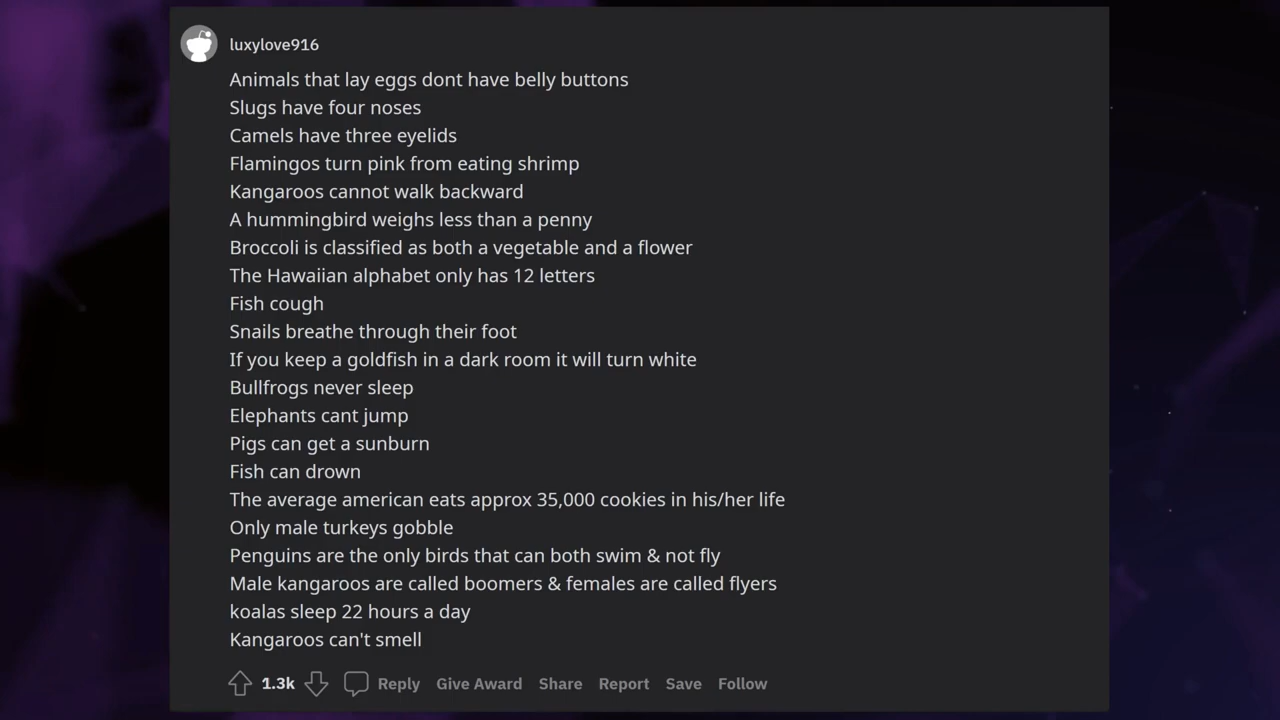 luxylove916
Animals that lay eggs dont have belly buttons
Slugs have four noses
Camels have three eyelids
Flamingos turn pink from eating shrimp
Kangaroos cannot walk backward
A hummingbird weighs less than a penny
Broccoli is classified as both a vegetable and a flower
The Hawaiian alphabet only has 12 letters
Fish cough
Snails breathe through their foot
If you keep a goldfish in a dark room it will turn white
Bullfrogs never sleep
Elephants cant jump
Pigs can get a sunburn
Fish can drown
The average american eats approx 35,000 cookies in his/her life
Only male turkeys gobble
Penguins are the only birds that can both swim & not fly
Male kangaroos are called boomers & females are called flyers
koalas sleep 22 hours a day
Kangaroos can't smell
1.3k Reply Give Award Share Report Save Follow